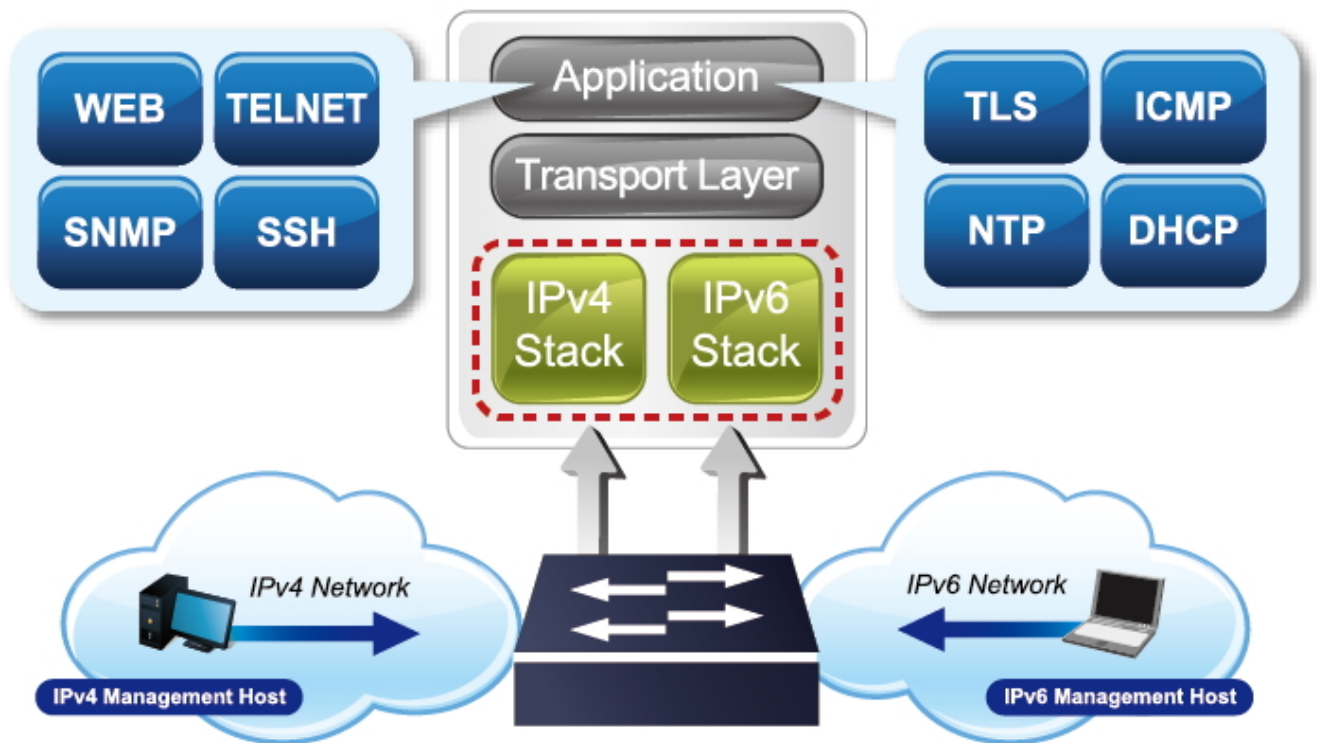 Application
WEB
TELNET
TLS
ICMP
Transport Layer
SNMP
SSH
NTP
DHCP
IPv4
Stack
IPv6
Stack
IPv4 Network
IPv6 Network
IPv4 Management Host
IPv6 Management Host